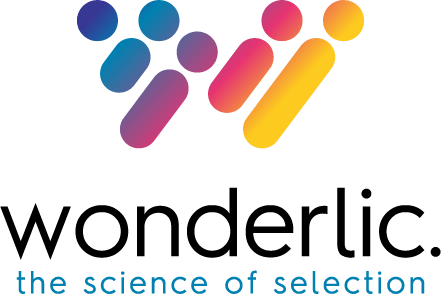 wonderlic.
the science of selection